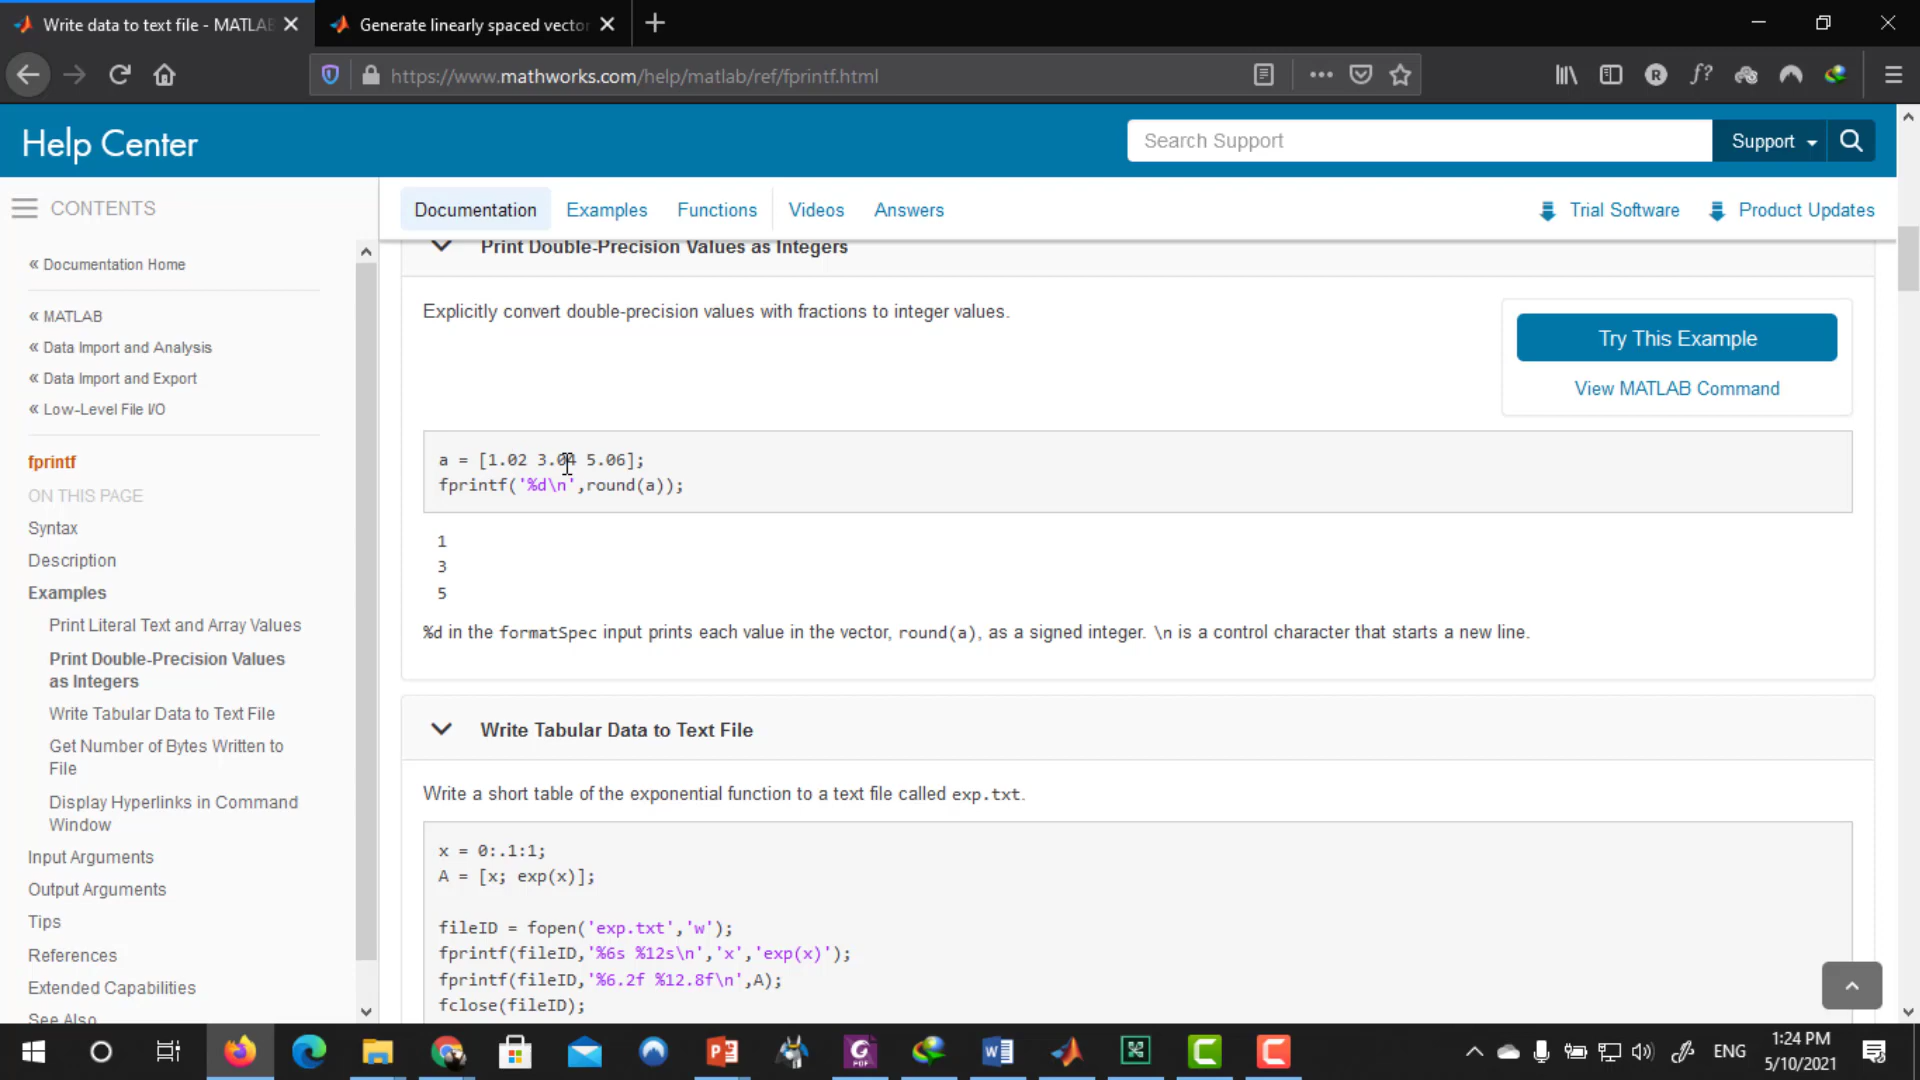 Write data to text file - MATLAB
Generate linearly spaced vector
https://www.mathworks.com/help/matlab/ref/fprintf.html
Help Center
Search Support
Support
CONTENTS
Documentation
Examples
Functions
Videos
Answers
Trial Software
Product Updates
« Documentation Home
« MATLAB
« Data Import and Analysis
« Data Import and Export
« Low-Level File I/O
fprintf
ON THIS PAGE
Syntax
Description
Examples
Print Literal Text and Array Values
Print Double-Precision Values
as Integers
Write Tabular Data to Text File
Get Number of Bytes Written to
File
Display Hyperlinks in Command
Window
Input Arguments
Output Arguments
Tips
References
Extended Capabilities
See Also
Print Double-Precision Values as Integers
Explicitly convert double-precision values with fractions to integer values.
Try This Example
View MATLAB Command
a = [1.02 3.04 5.06];
fprintf('%d\n',round(a));
1
3
5
%d in the formatSpec input prints each value in the vector, round(a), as a signed integer. \n is a control character that starts a new line.
Write Tabular Data to Text File
Write a short table of the exponential function to a text file called exp.txt.
x = 0:.1:1;
A = [x; exp(x)];
fileID = fopen('exp.txt','w');
fprintf(fileID,'%6s %12s\n','x','exp(x)');
fprintf(fileID,'%6.2f %12.8f\n',A);
fclose(fileID);
ENG
1:24 PM
5/10/2021